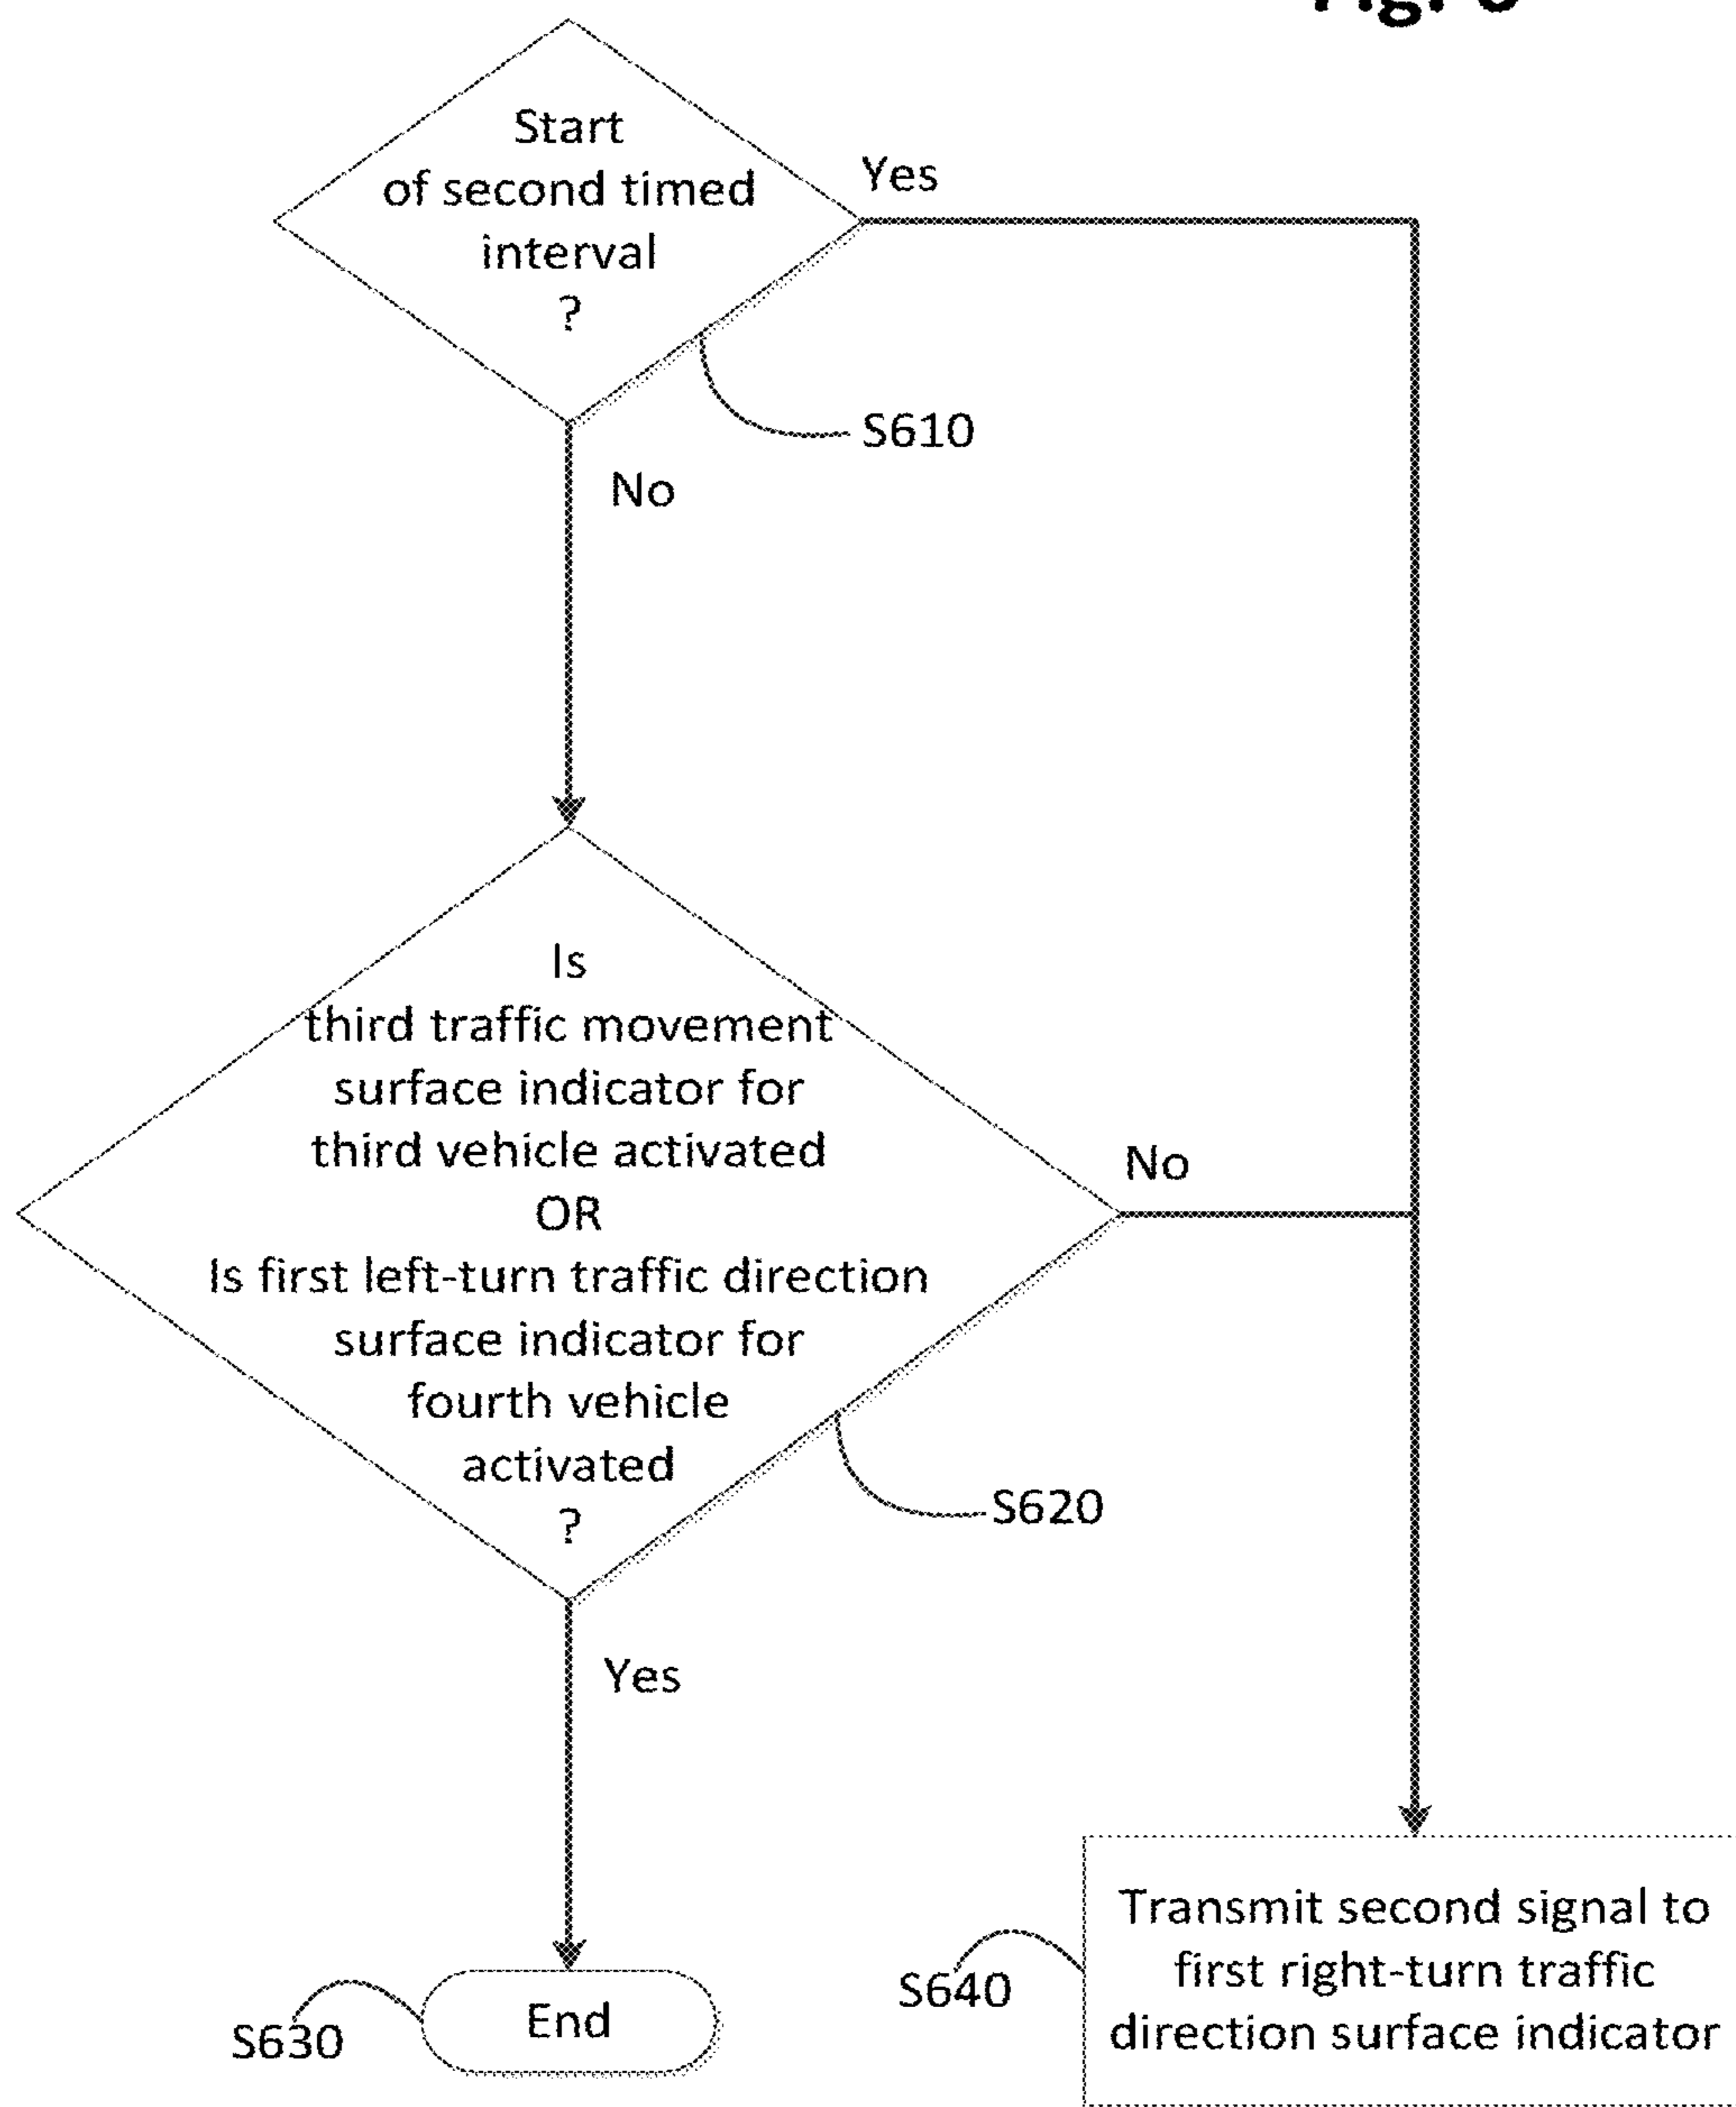 Start
of second timed
interval
?
Yes
S610
No
Is
third traffic movement
surface indicator for
third vehicle activated
OR
Is first left-turn traffic direction
surface indicator for
fourth vehicle
activated
?
No
S620
Yes
Transmit second signal to
first right-turn traffic
direction surface indicator
S640
End
S630